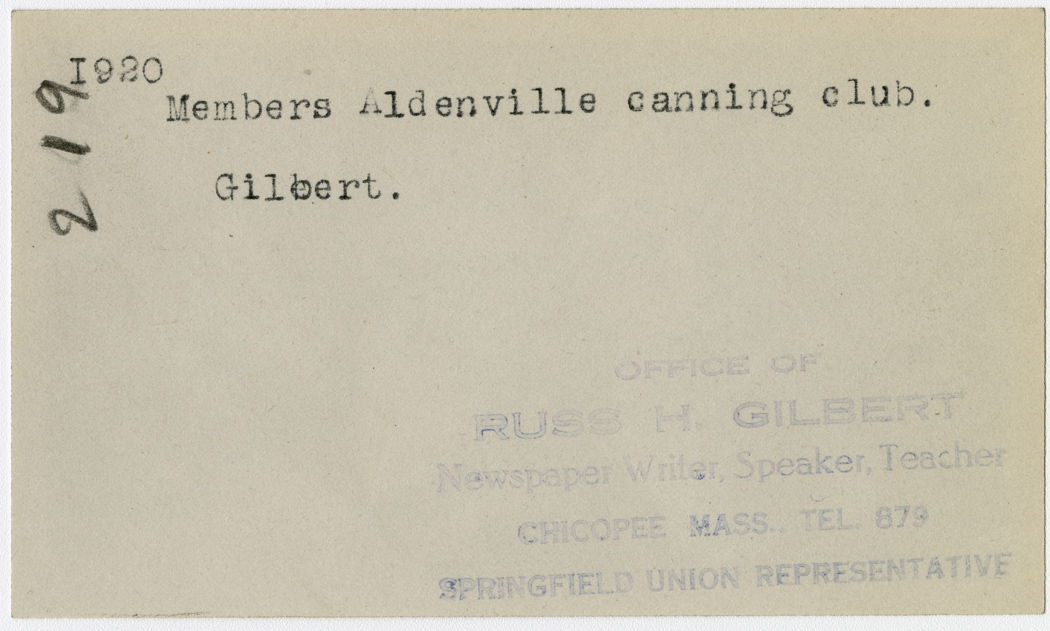 1920
Members Aldenville canning club.
Gilbert.
219
OFFICE OF
RUSS H. GILBERT
Newspaper Writer, Speaker, Teacher
CHICOPEE MASS., TEL. 879
SPRINGFIELD UNION REPRESENTATIVE